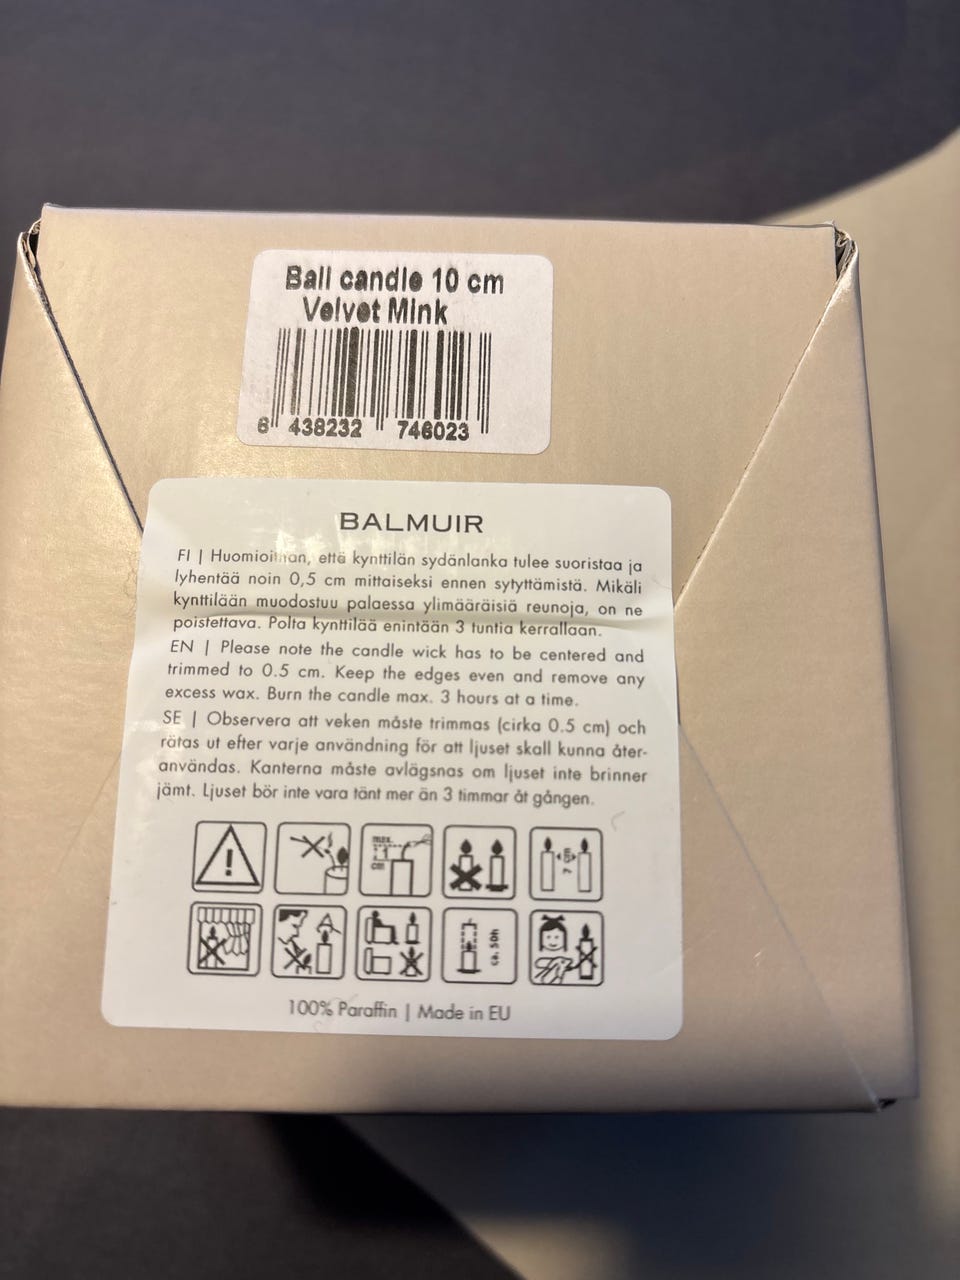 Ball candle 10 cm
Velvet Mink
6 438232 746023
BALMUIR
FI | Huomioithan, että kynttilän sydänlanka tulee suoristaa ja
lyhentää noin 0,5 cm mittaiseksi ennen sytyttämistä. Mikäli
kynttilään muodostuu palaessa ylimääräisiä reunoja, on ne
poistettava. Polta kynttilää enintään 3 tuntia kerrallaan.
EN | Please note the candle wick has to be centered and
trimmed to 0.5 cm. Keep the edges even and remove any
excess wax. Burn the candle max. 3 hours at a time.
SE | Observera att veken måste trimmas (cirka 0.5 cm) och
rätas ut efter varje användning för att ljuset skall kunna åter-
användas. Kanterna måste avlägsnas om ljuset inte brinner
jämt. Ljuset bör inte vara tänt mer än 3 timmar åt gången.
max.
1
cm
ca. 50h
100% Paraffin | Made in EU